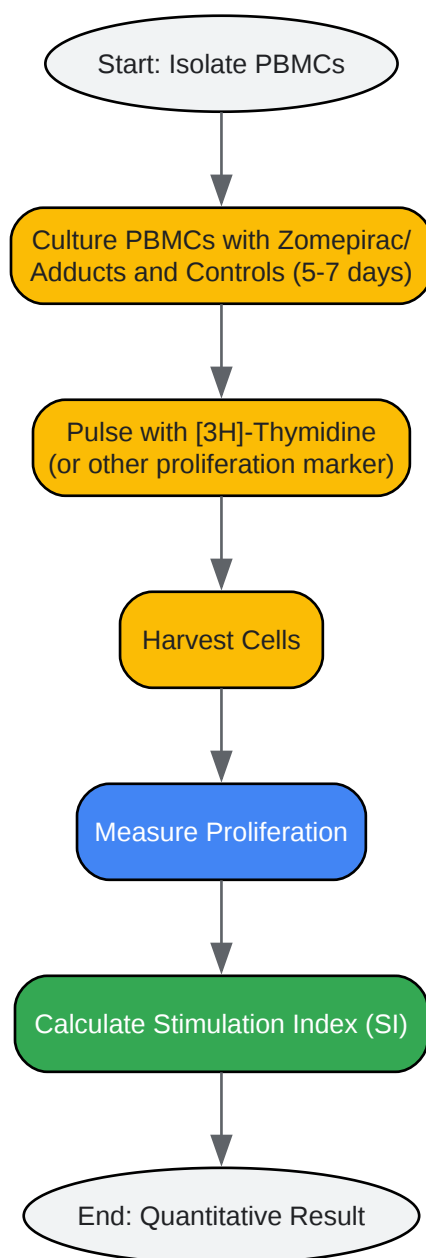 Start: Isolate PBMCs
Culture PBMCs with Zomepirac/
Adducts and Controls (5-7 days)
Pulse with [3H]-Thymidine
(or other proliferation marker)
Harvest Cells
Measure Proliferation
Calculate Stimulation Index (SI)
End: Quantitative Result